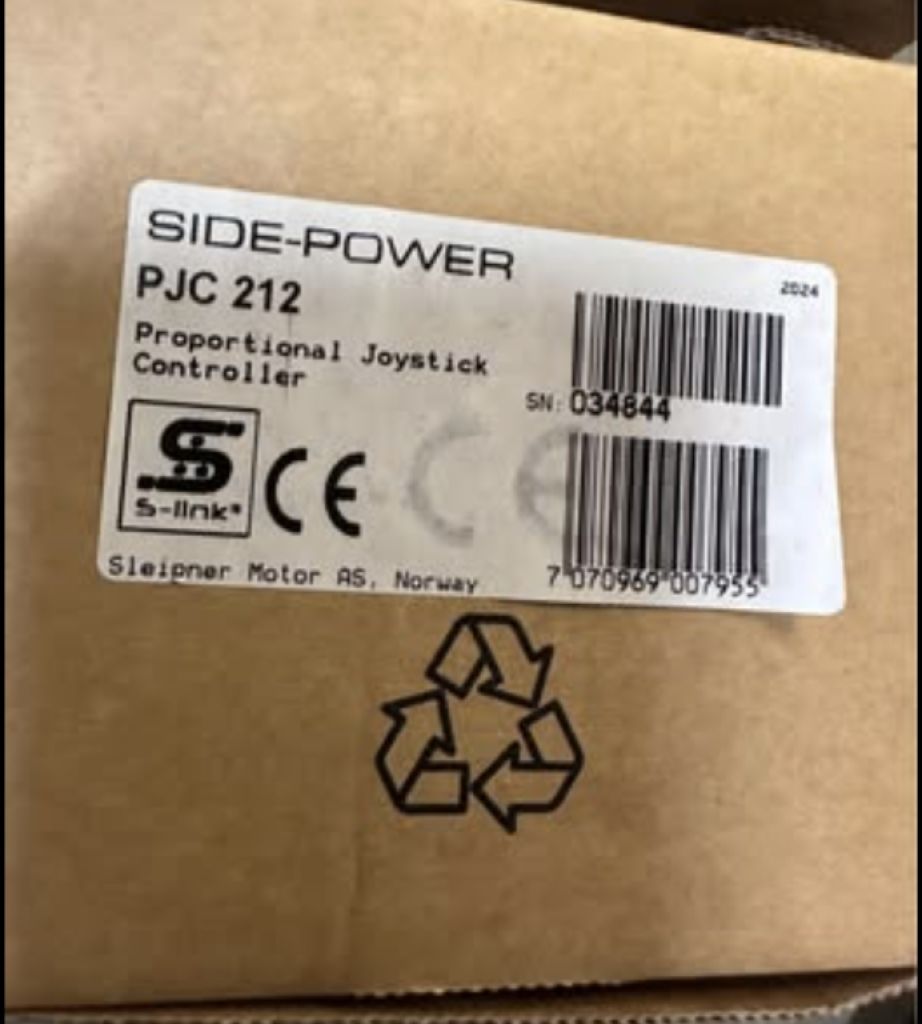 SIDE-POWER
PJC 212
2024
Proportional Joystick
Controller
SN: 034844
S-link®
CE
Sleipner Motor AS, Norway
7 070969 007955